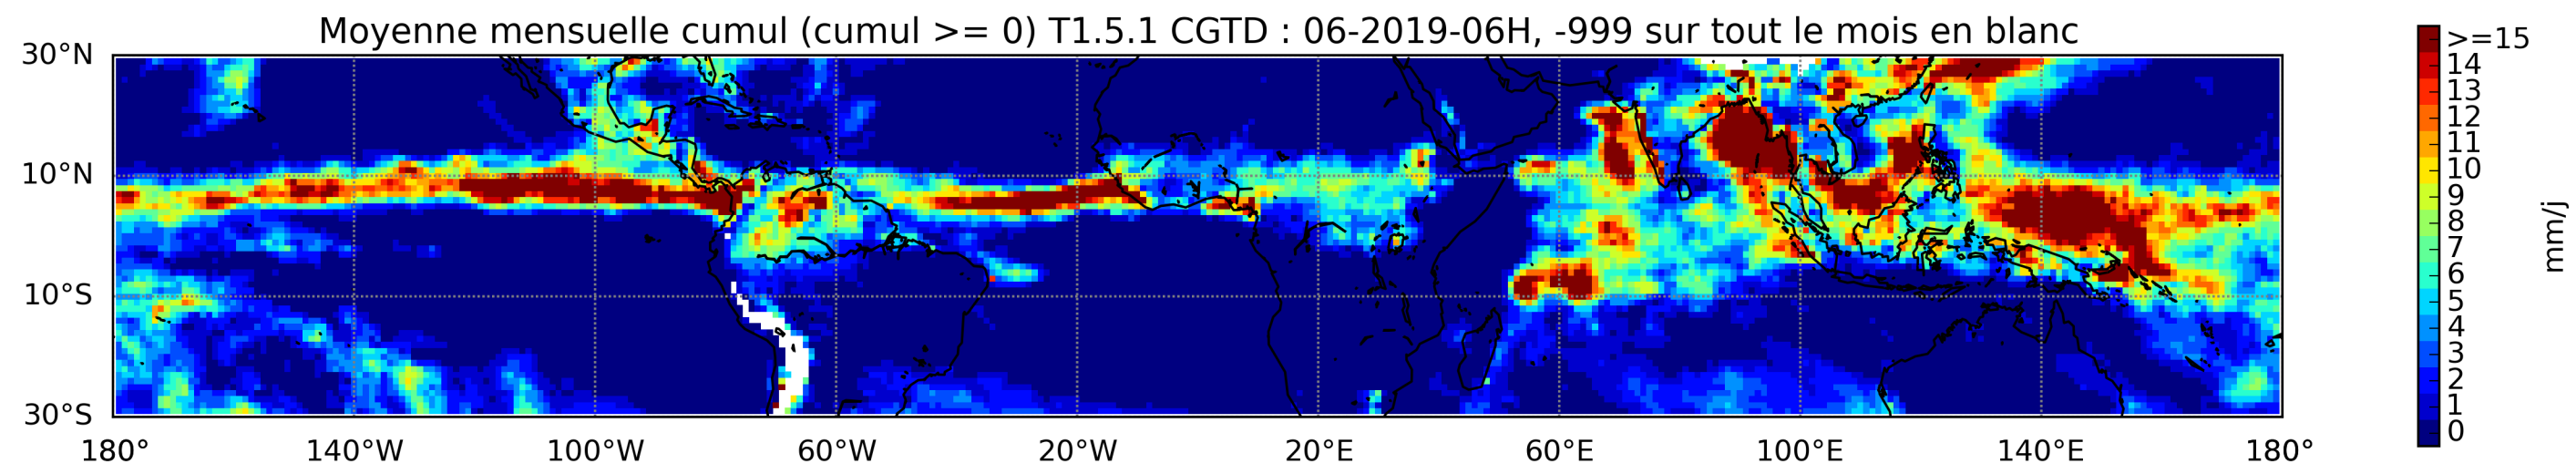 Moyenne mensuelle cumul (cumul >= 0) T1.5.1 CGTD : 06-2019-06H, -999 sur tout le mois en blanc
30°N
10°N
10°S
30°S
180° 140°W 100°W 60°W 20°W 20°E 60°E 100°E 140°E 180°
>=15
14
13
12
11
10
9
8
7
6
5
4
3
2
1
0
mm/j